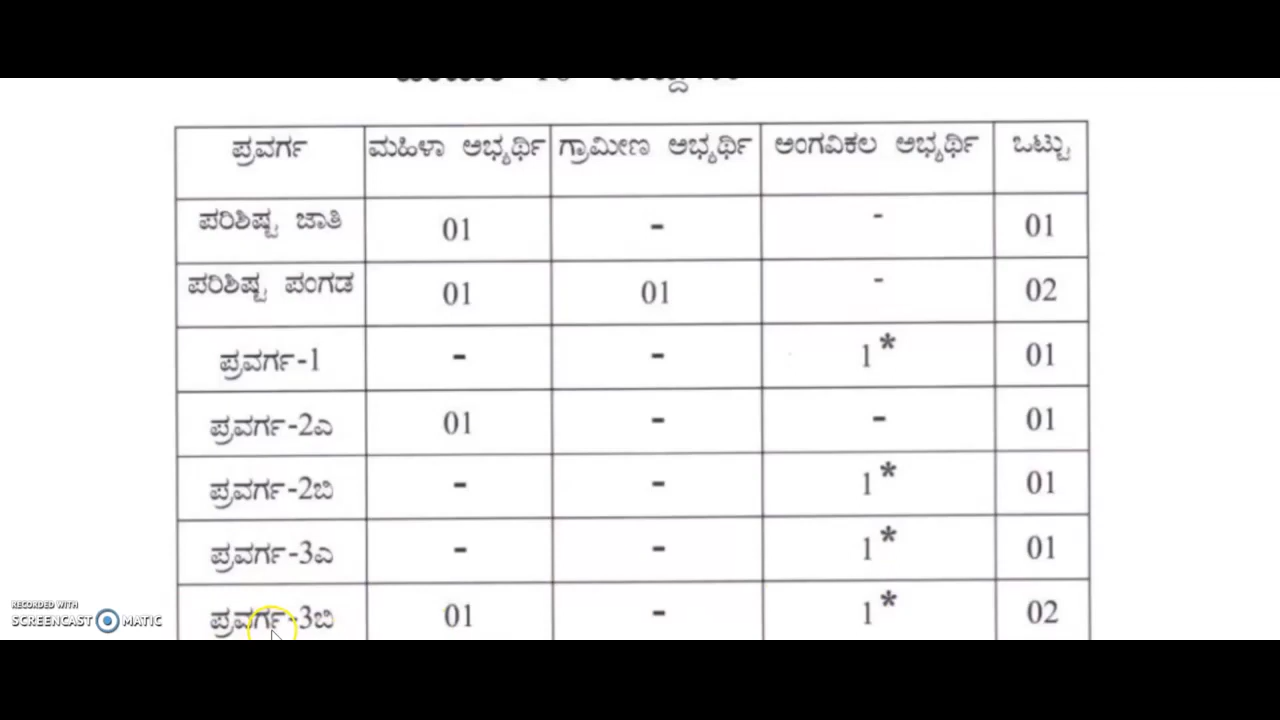 ಪ್ರವರ್ಗ ಮಹಿಳಾ ಅಭ್ಯರ್ಥಿ ಗ್ರಾಮೀಣ ಅಭ್ಯರ್ಥಿ ಅಂಗವಿಕಲ ಅಭ್ಯರ್ಥಿ ಒಟ್ಟು
ಪರಿಶಿಷ್ಟ ಜಾತಿ 01 - - 01
ಪರಿಶಿಷ್ಟ ಪಂಗಡ 01 01 - 02
ಪ್ರವರ್ಗ-1 - - 1* 01
ಪ್ರವರ್ಗ-2ಎ 01 - - 01
ಪ್ರವರ್ಗ-2ಬಿ - - 1* 01
ಪ್ರವರ್ಗ-3ಎ - - 1* 01
ಪ್ರವರ್ಗ-3ಬಿ 01 - 1* 02
RECORDED WITH
SCREENCAST MATIC